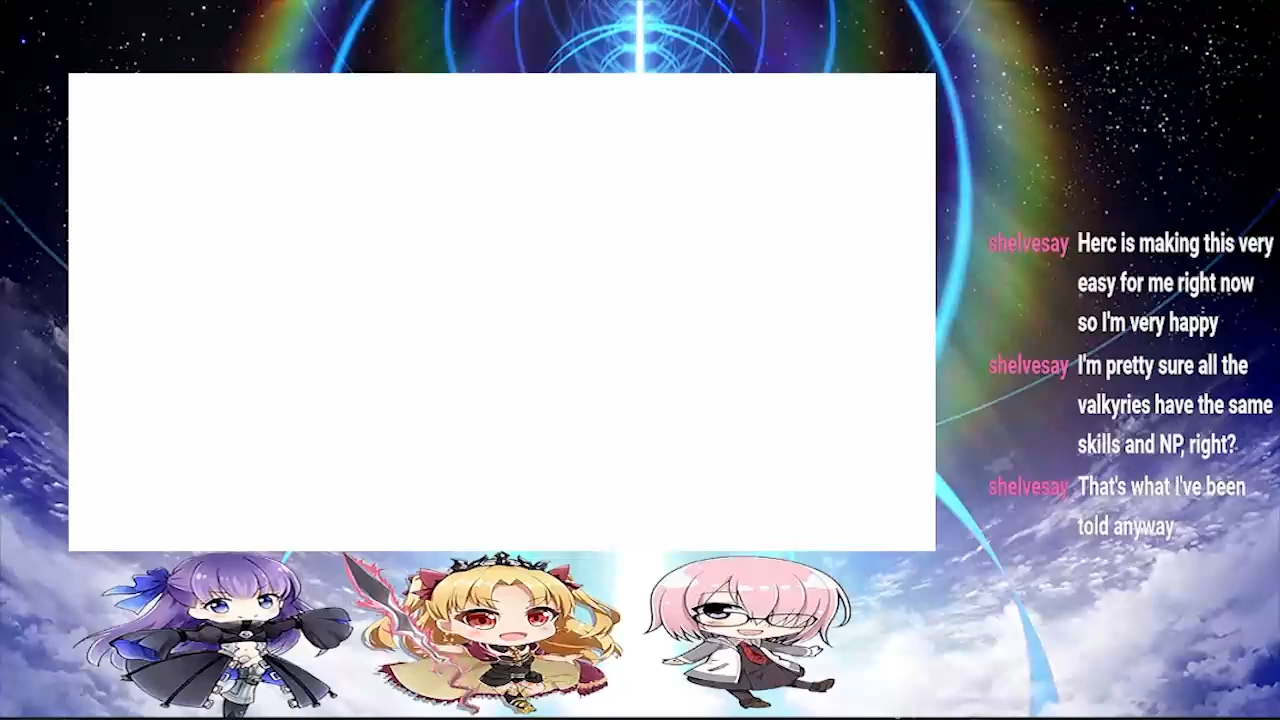 shelvesay Herc is making this very
easy for me right now
so I'm very happy
shelvesay I'm pretty sure all the
valkyries have the same
skills and NP, right?
shelvesay That's what I've been
told anyway